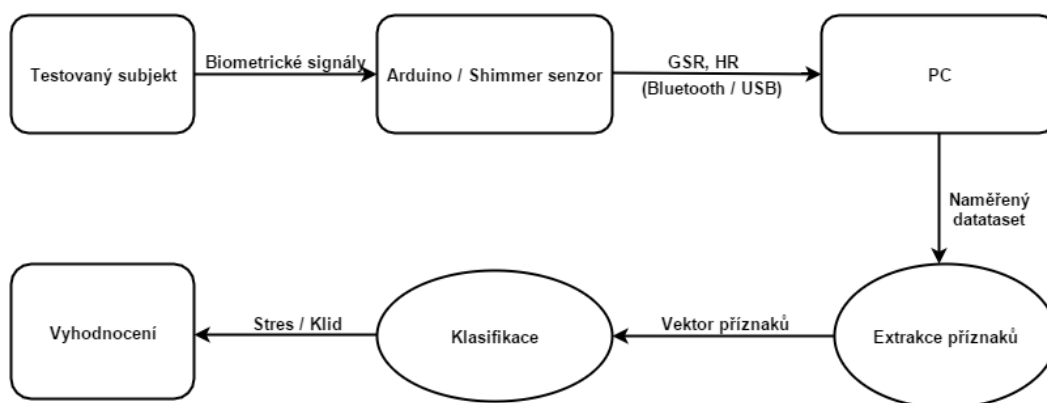 Testovaný subjekt
Biometrické signály
Arduino / Shimmer senzor
GSR, HR
(Bluetooth / USB)
PC
Naměřený
datataset
Extrakce příznaků
Vektor příznaků
Klasifikace
Stres / Klid
Vyhodnocení